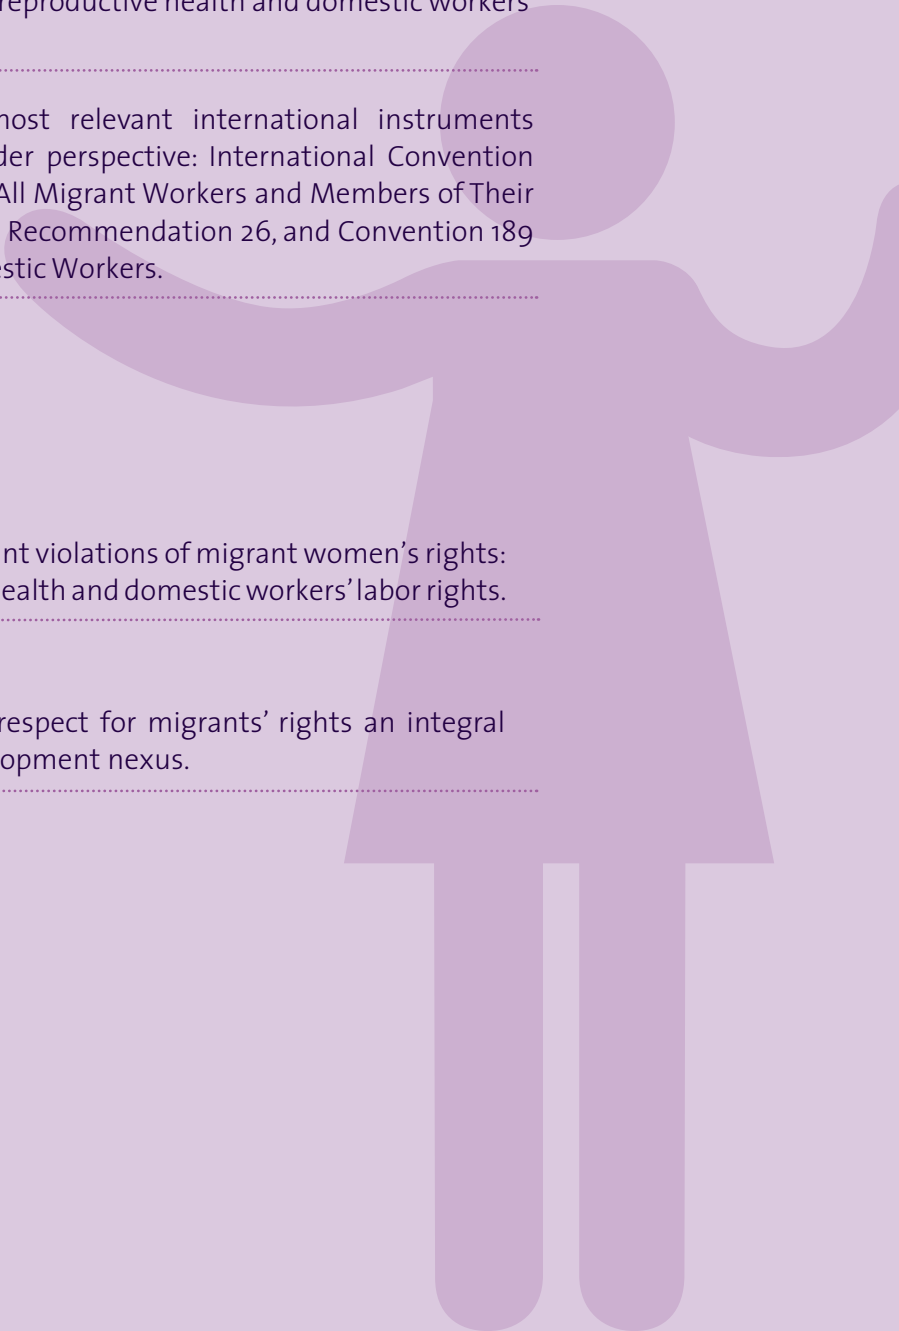 reproductive health and domestic workers'
most relevant international instruments
der perspective: International Convention
All Migrant Workers and Members of Their
Recommendation 26, and Convention 189
estic Workers.
nt violations of migrant women's rights:
ealth and domestic workers' labor rights.
respect for migrants' rights an integral
opment nexus.